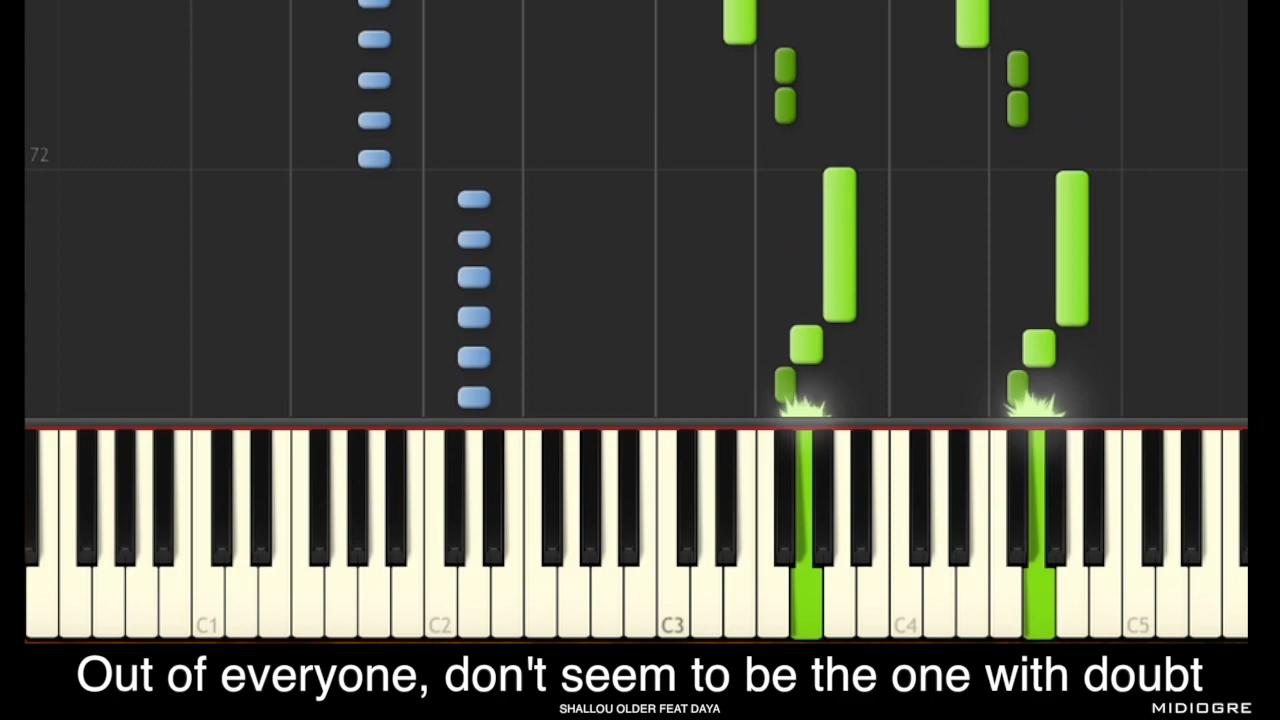 72
C1 C2 C3 C4 C5
Out of everyone, don't seem to be the one with doubt
SHALLOU OLDER FEAT DAYA
MIDIOGRE